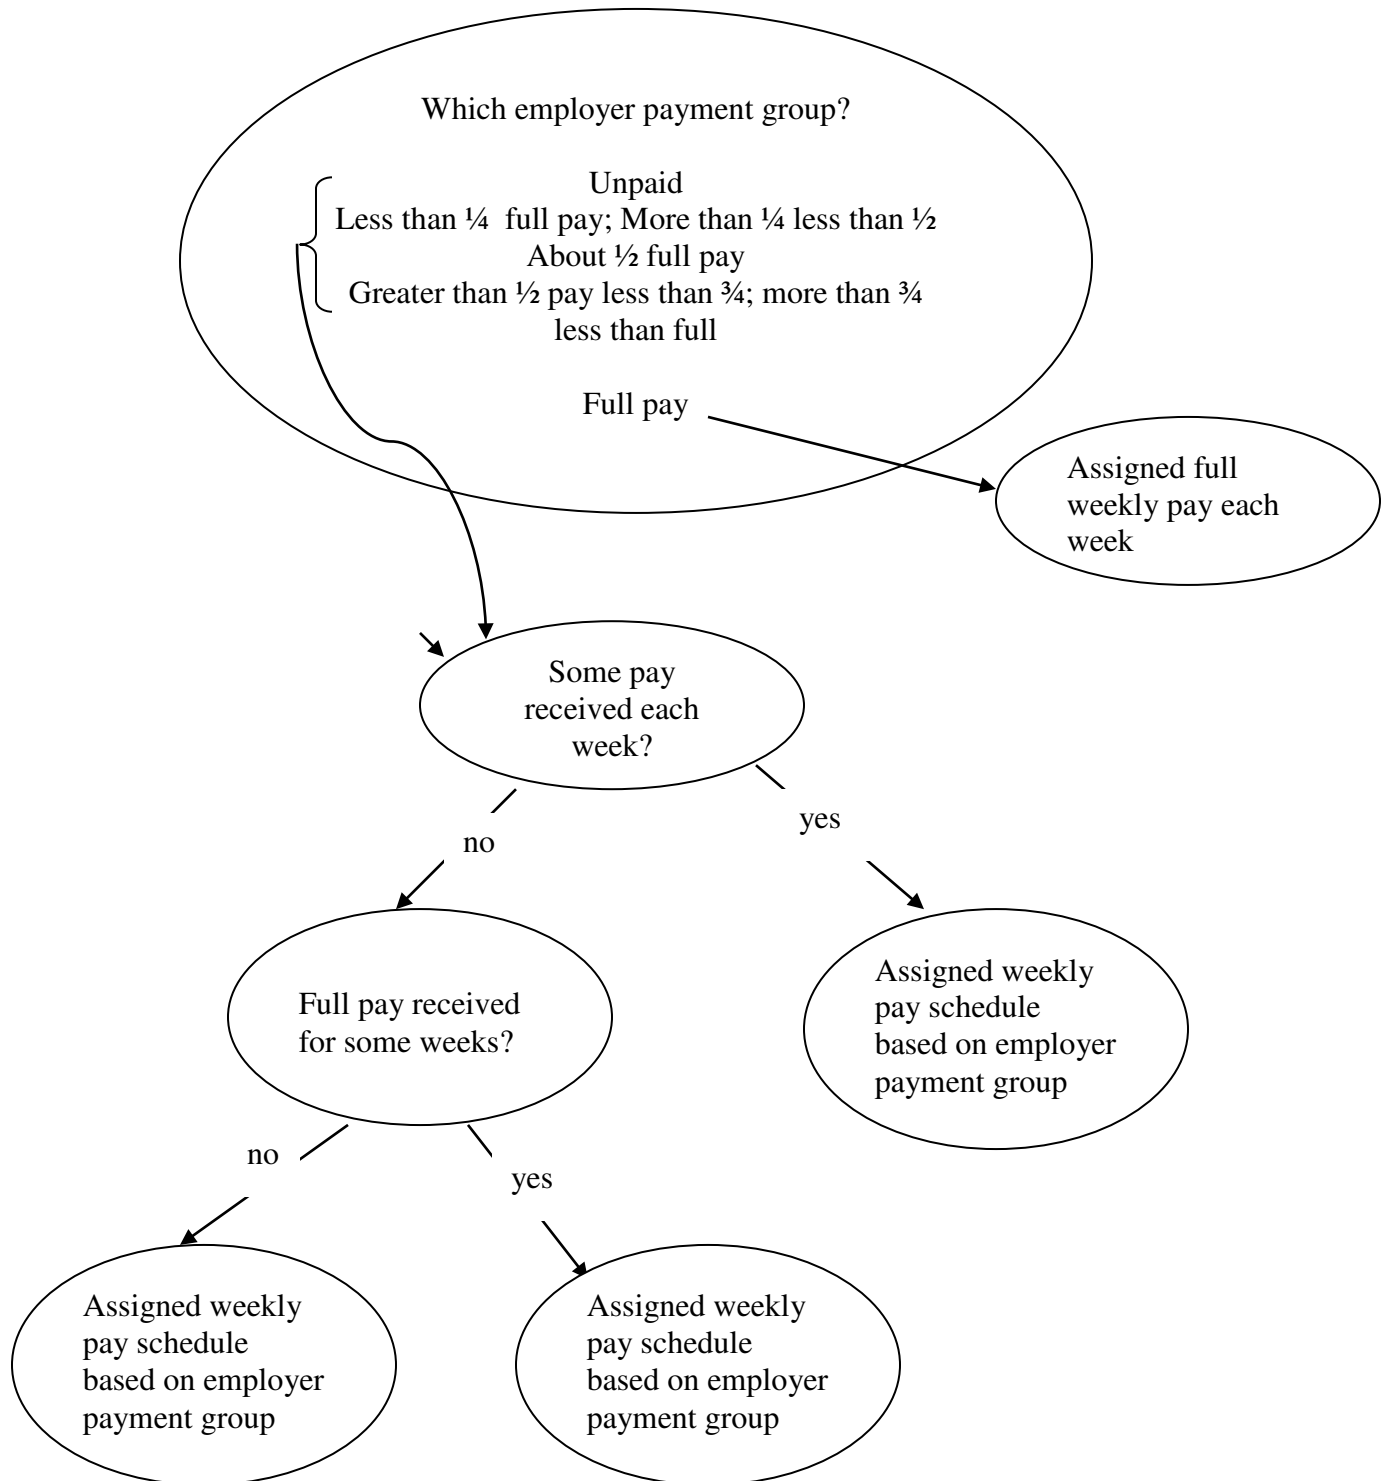 Which employer payment group?
Unpaid
Less than ¼  full pay; More than ¼ less than ½
About ½ full pay
Greater than ½ pay less than ¾; more than ¾
less than full
Full pay
Assigned full
weekly pay each
week
Some pay
received each
week?
no
yes
Full pay received
for some weeks?
Assigned weekly
pay schedule
based on employer
payment group
no
yes
Assigned weekly
pay schedule
based on employer
payment group
Assigned weekly
pay schedule
based on employer
payment group